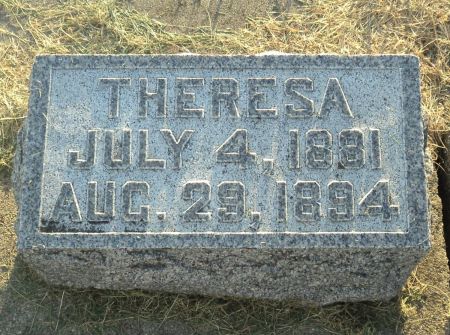 THERESA
JULY 4, 1881
AUG. 29, 1894